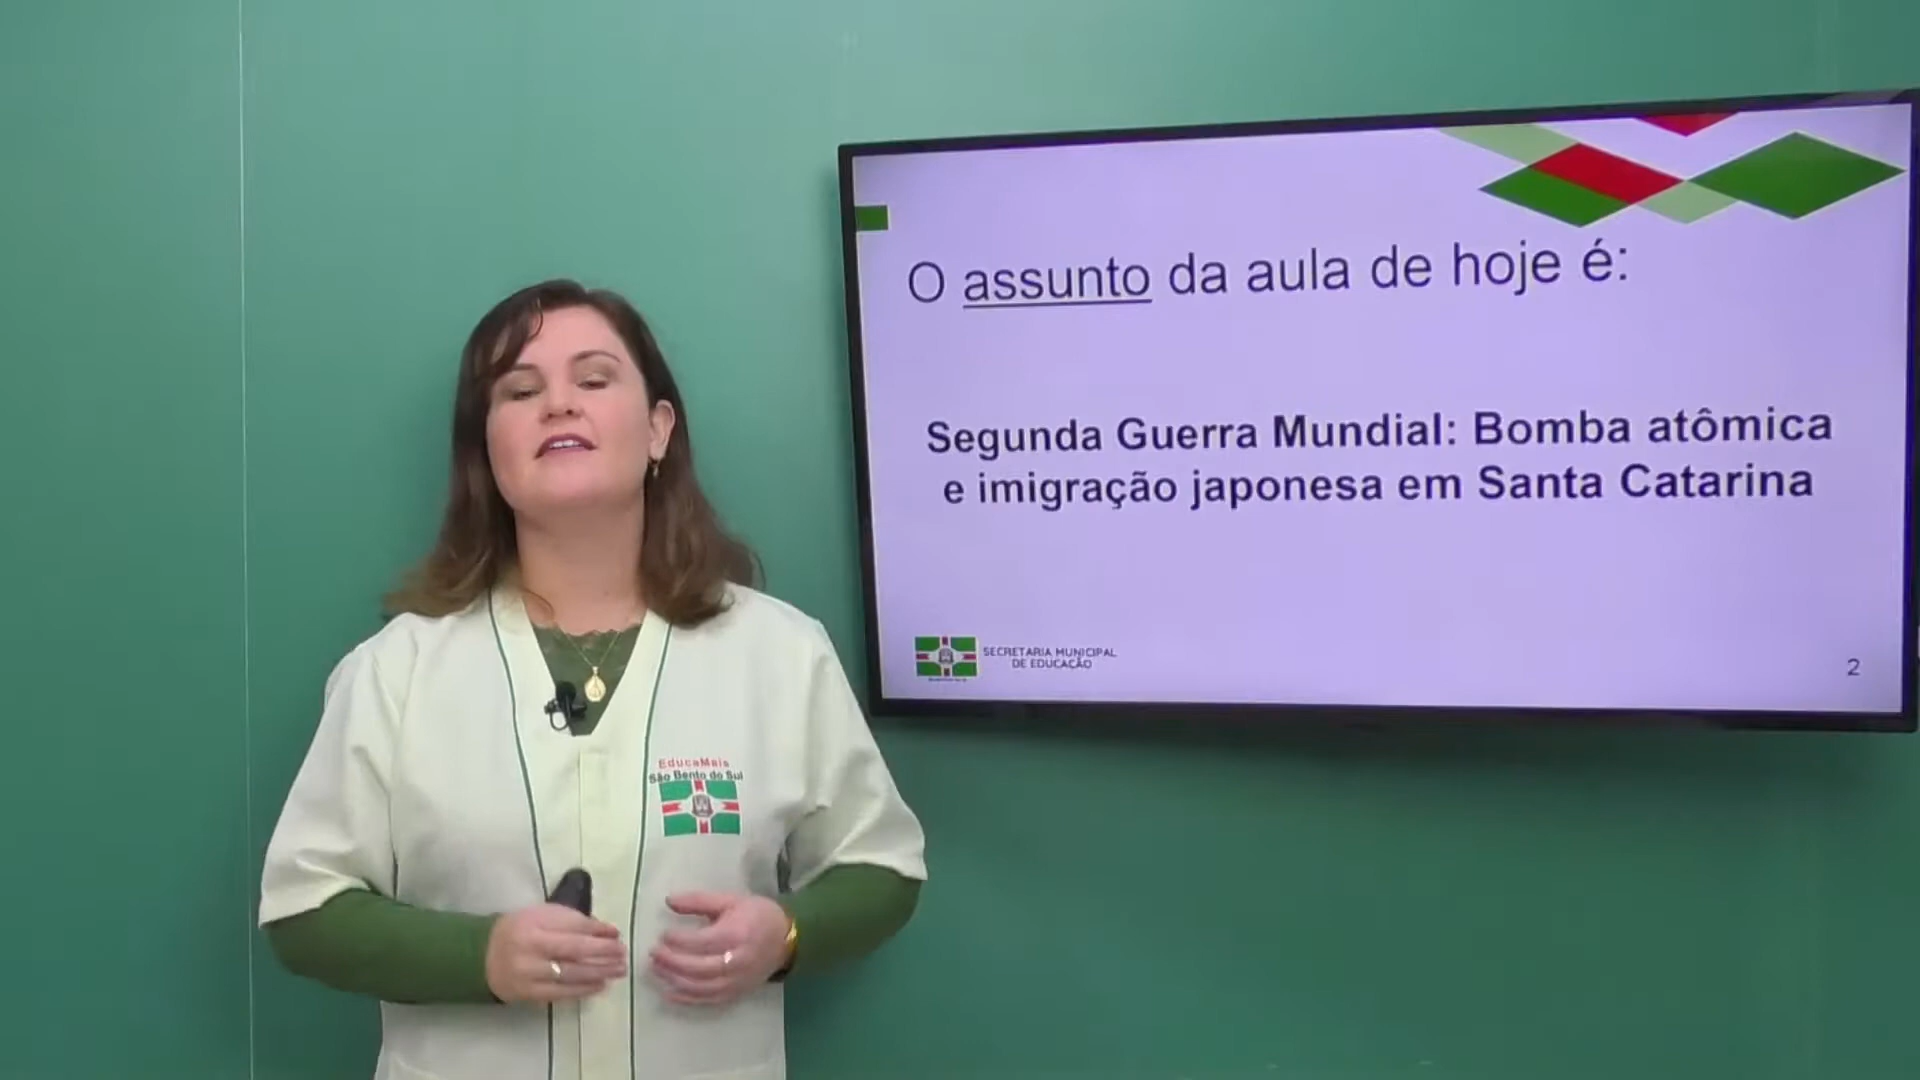 O assunto da aula de hoje é:
Segunda Guerra Mundial: Bomba atômica
e imigração japonesa em Santa Catarina
SECRETARIA MUNICIPAL
DE EDUCAÇÃO
2
EducaMais
São Bento do Sul